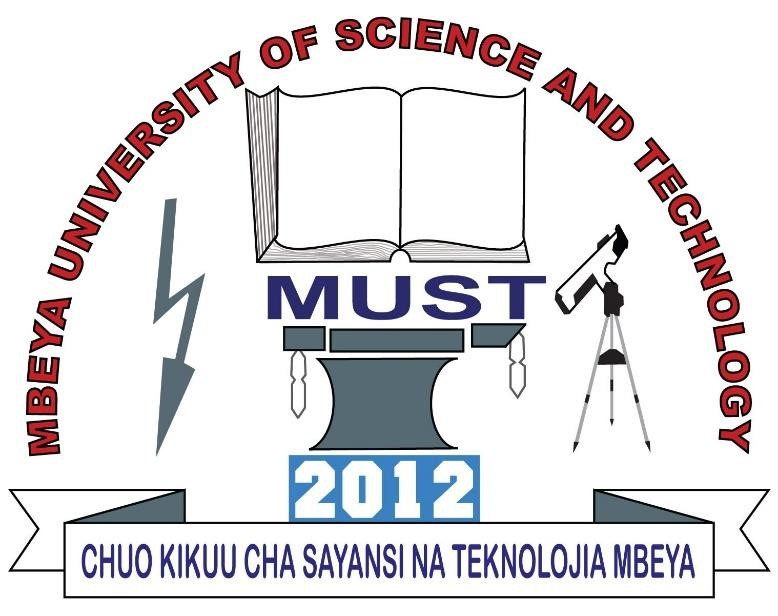 MBEYA UNIVERSITY OF SCIENCE AND TECHNOLOGY
MUST
2012
CHUO KIKUU CHA SAYANSI NA TEKNOLOJIA MBEYA